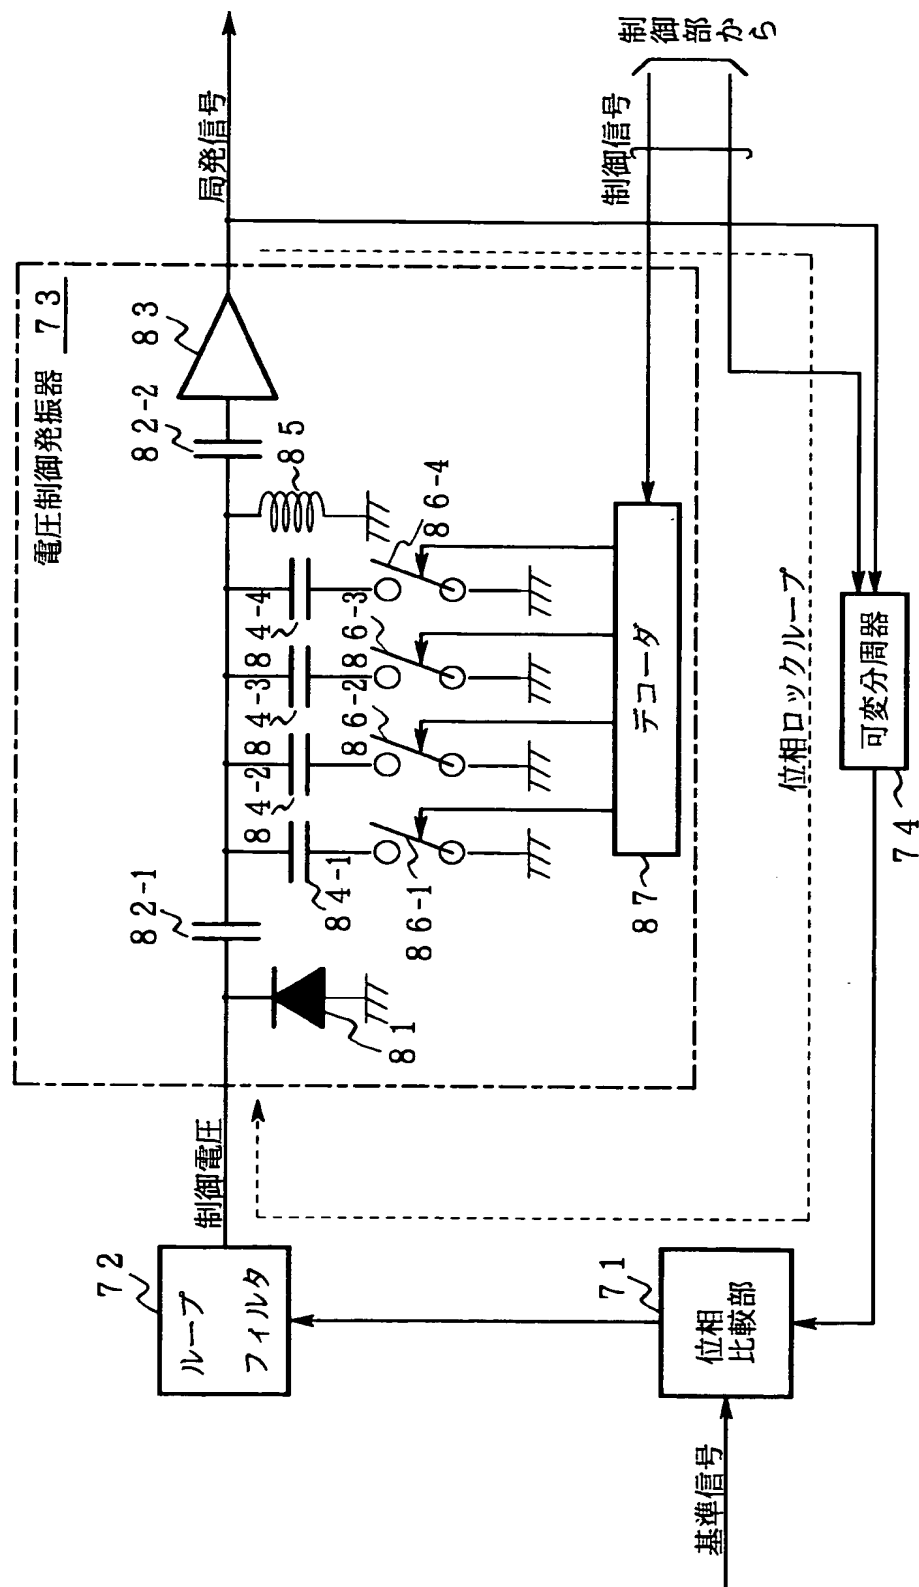 基準信号
位相
比較部
71
ループ
フィルタ
72
制御電圧
電圧制御発振器 73
81
82-1
84-1
84-2
84-3
84-4
85
82-2
83
86-1
86-2
86-3
86-4
デコーダ
87
局発信号
制御信号
制御部から
位相ロックループ
可変分周器
74